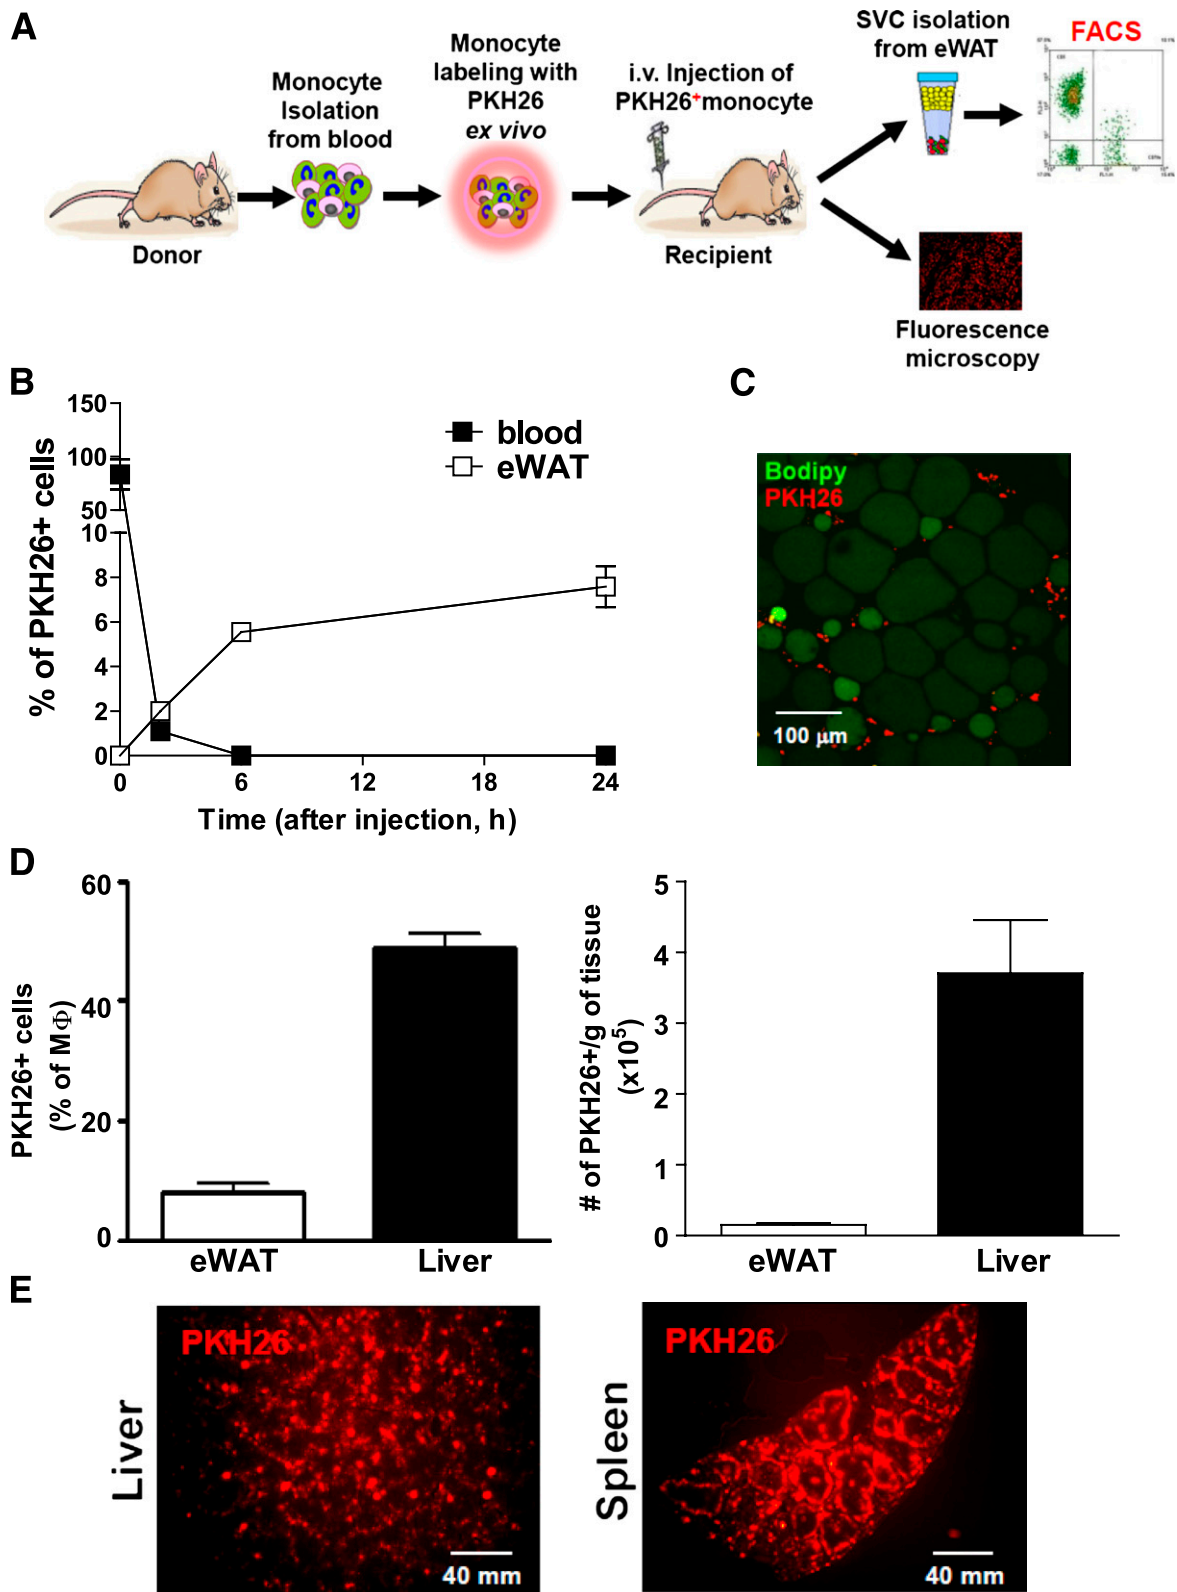 A
Monocyte
Isolation
from blood
Monocyte
labeling with
PKH26
ex vivo
i.v. Injection of
PKH26+monocyte
SVC isolation
from eWAT
FACS
Donor
Recipient
Fluorescence
microscopy
B
% of PKH26+ cells
150
100
50
10
8
6
4
2
0
blood
eWAT
0 6 12 18 24
Time (after injection, h)
C
Bodipy
PKH26
100 μm
D
PKH26+ cells
(% of MΦ)
60
40
20
0
eWAT Liver
# of PKH26+/g of tissue
(x10⁵)
5
4
3
2
1
0
eWAT Liver
E
Liver
PKH26
40 mm
Spleen
PKH26
40 mm